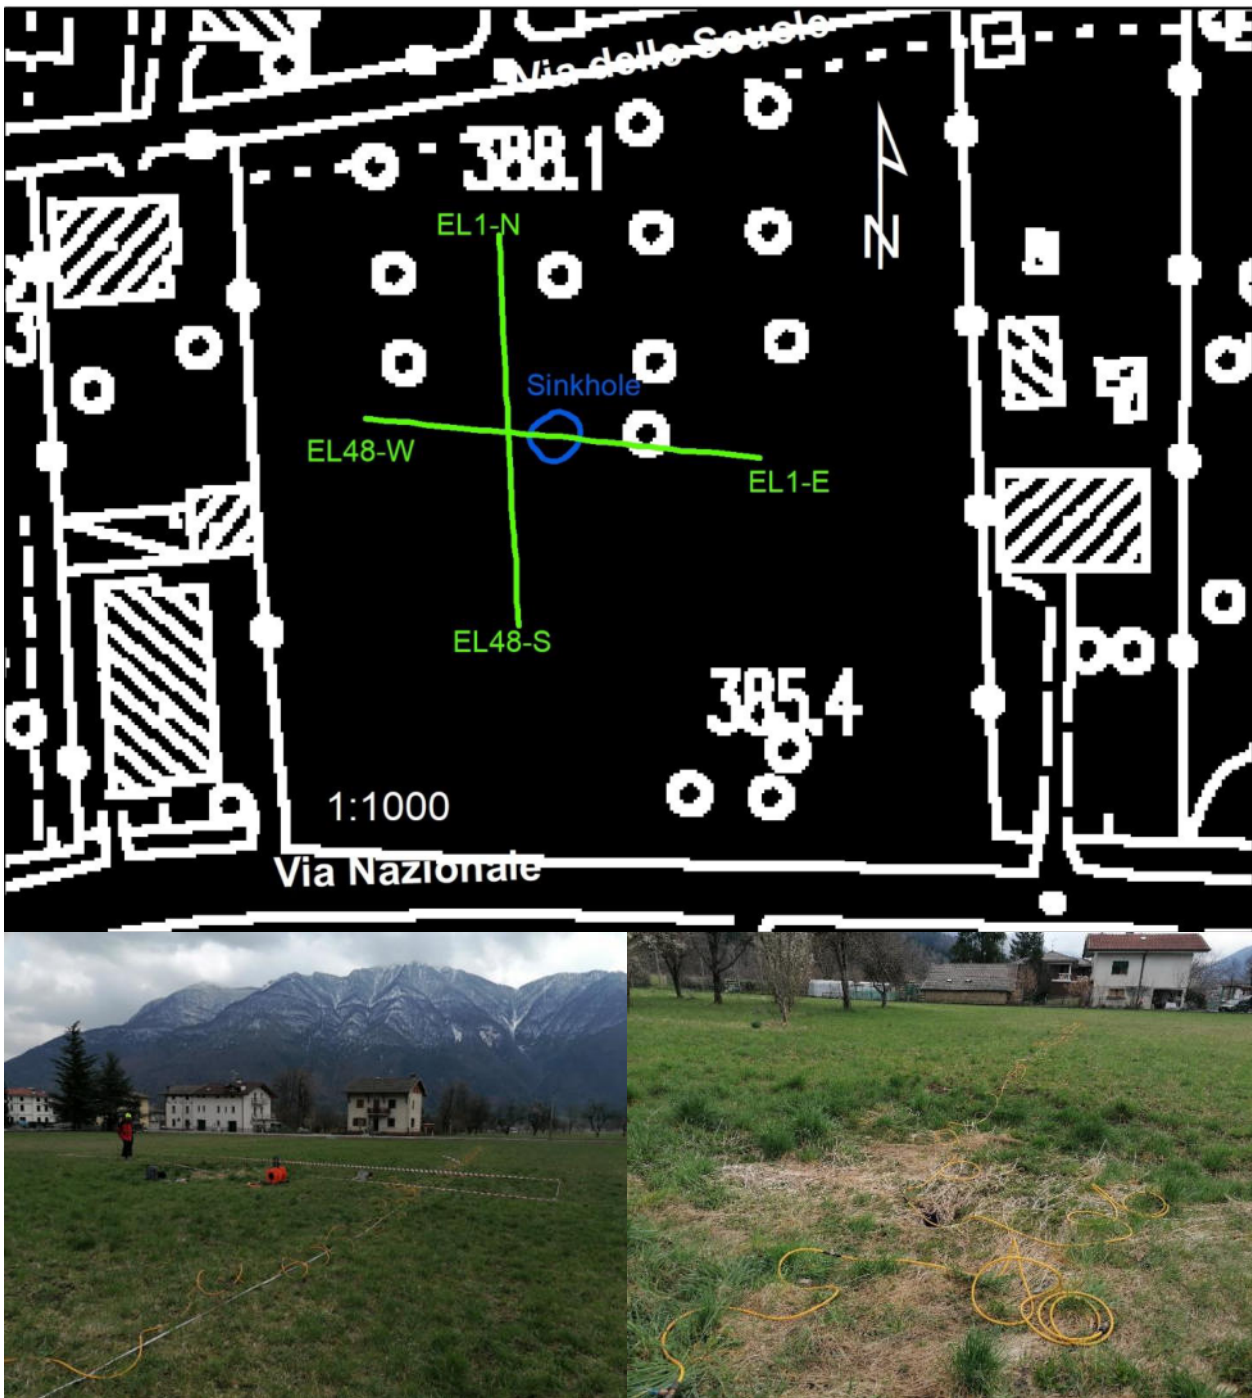 Via delle Scuole
388.1
EL1-N
N
Sinkhole
EL48-W
EL1-E
EL48-S
385.4
1:1000
Via Nazionale